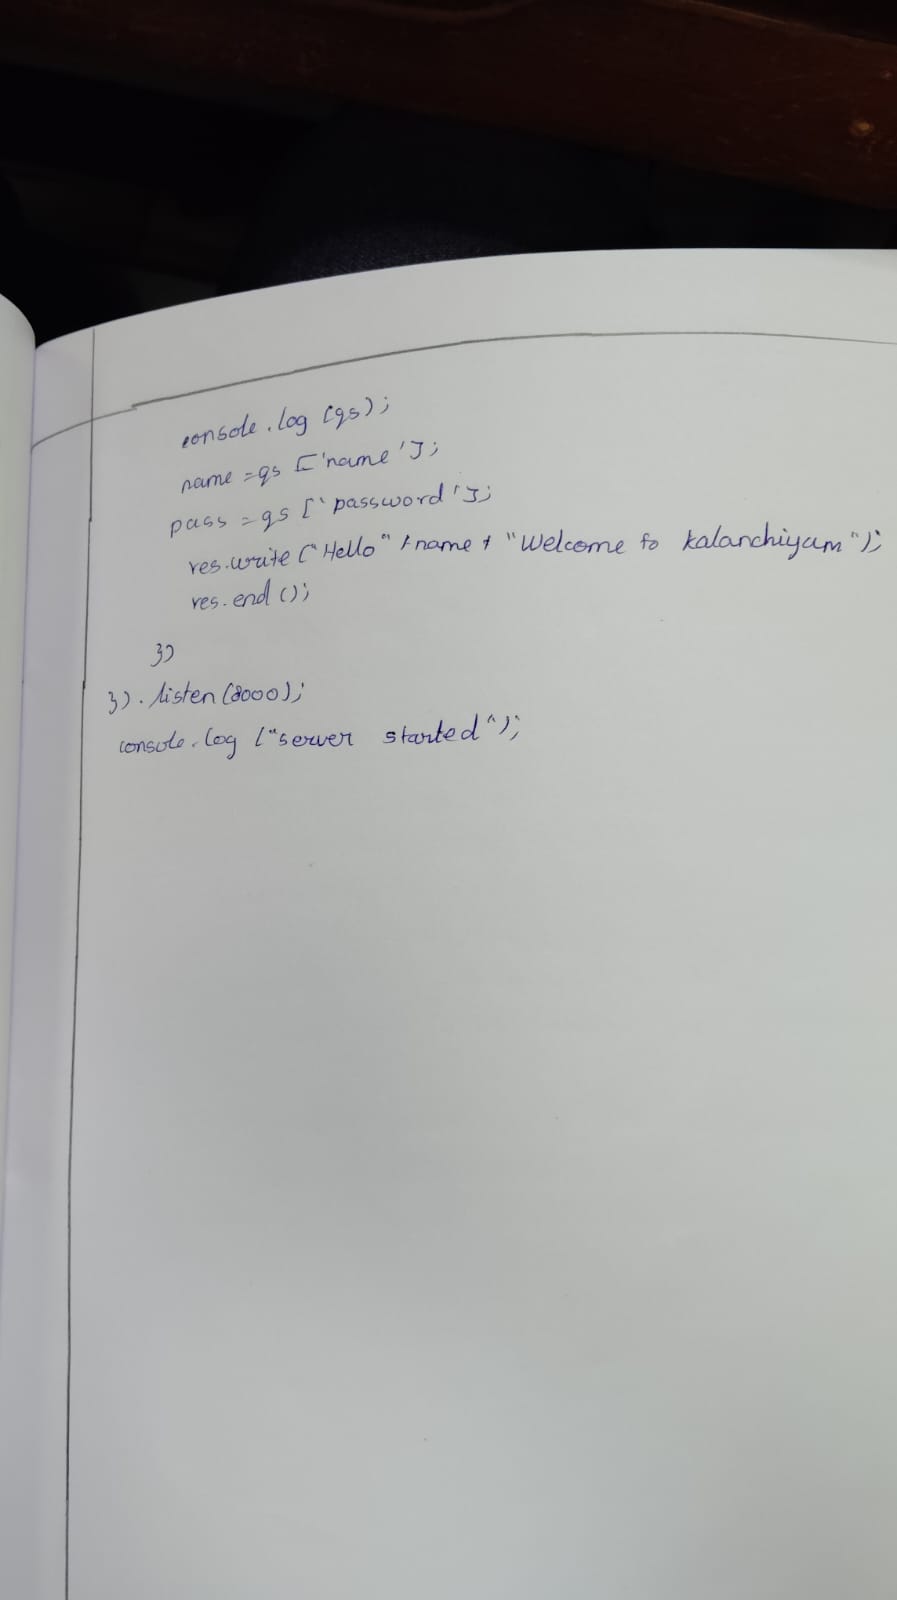 console.log (qs);
name = qs ['name'];
pass = qs ['password'];
res.write ("Hello" + name + "Welcome to kalanchiyam");
res.end ();
})
}).listen(8000);
console.log ("server started");